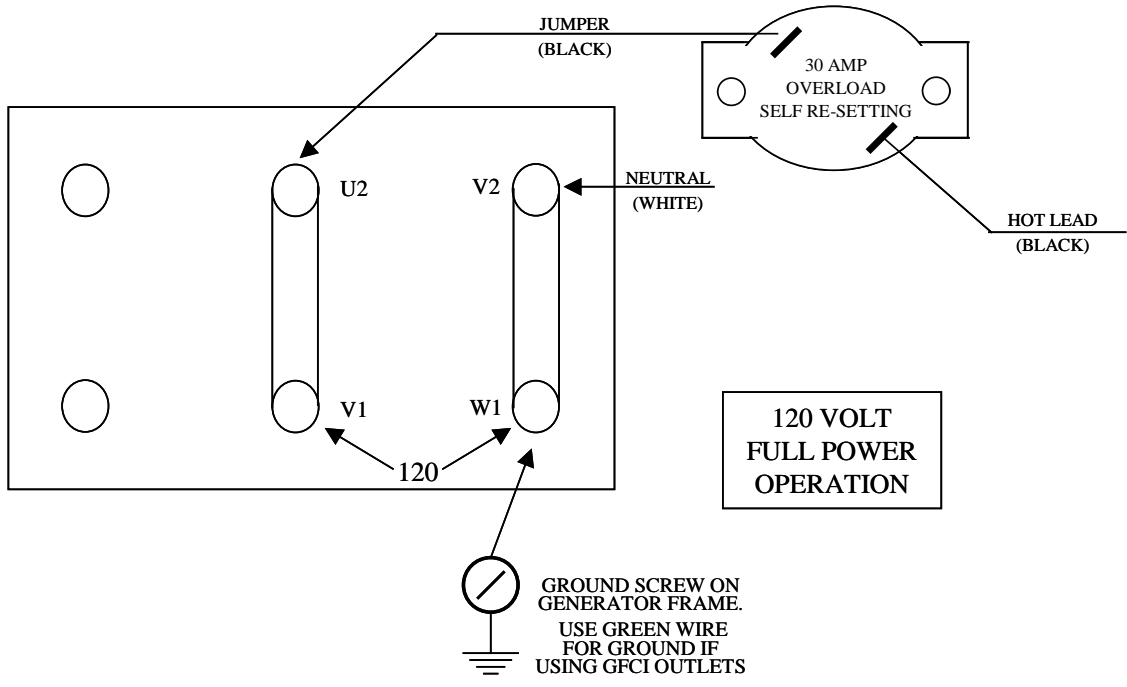 JUMPER
(BLACK)
30 AMP
OVERLOAD
SELF RE-SETTING
U2
V2
NEUTRAL
(WHITE)
HOT LEAD
(BLACK)
V1
W1
120
120 VOLT
FULL POWER
OPERATION
GROUND SCREW ON
GENERATOR FRAME.
USE GREEN WIRE
FOR GROUND IF
USING GFCI OUTLETS